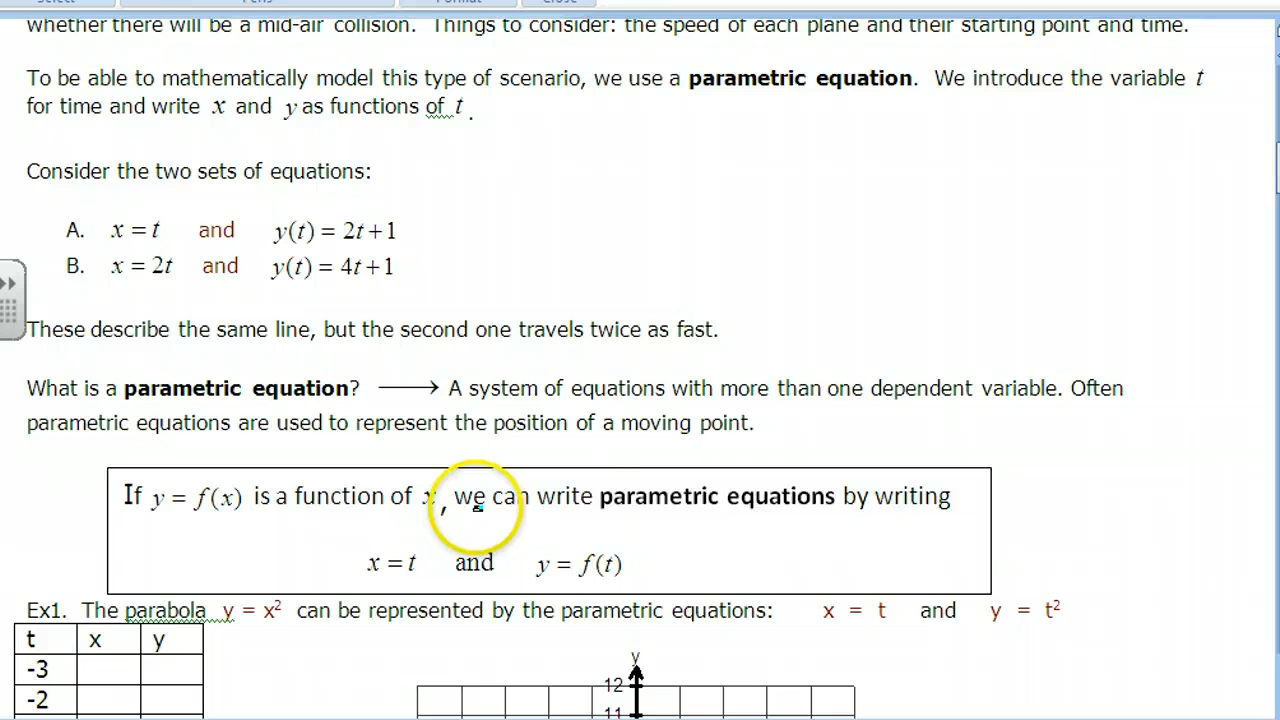 Select Pens Format Close
whether there will be a mid-air collision. Things to consider: the speed of each plane and their starting point and time.
To be able to mathematically model this type of scenario, we use a parametric equation. We introduce the variable t
for time and write x and y as functions of t.
Consider the two sets of equations:
A. x = t and y(t) = 2t+1
B. x = 2t and y(t) = 4t+1
These describe the same line, but the second one travels twice as fast.
What is a parametric equation? ⟶ A system of equations with more than one dependent variable. Often
parametric equations are used to represent the position of a moving point.
If y = f(x) is a function of x, we can write parametric equations by writing
x = t and y = f(t)
Ex1. The parabola y = x² can be represented by the parametric equations: x = t and y = t²
t x y
-3
-2
y
12
11